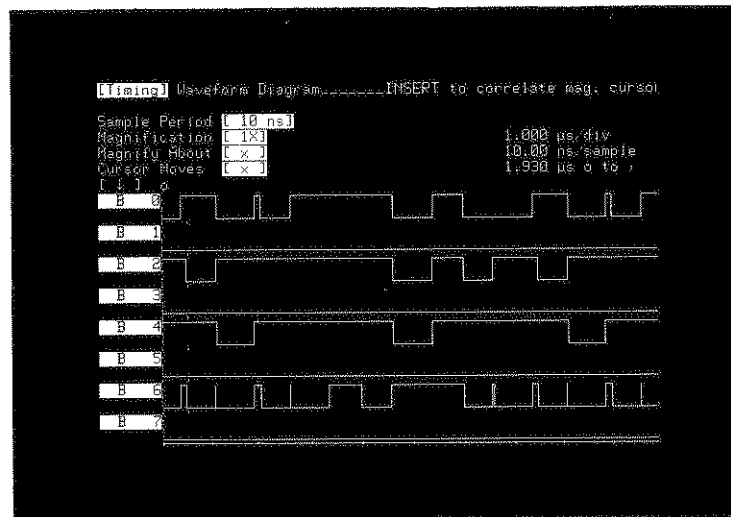 [Timing] Waveform Diagram.......INSERT to correlate mag. curso
Sample Period [ 10 ns]
Magnification [ 1X] 1.000 µs/div
Magnify About [ x ] 10.00 ns/sample
Cursor Moves [ x ] 1.930 µs o to
B 0
B 1
B 2
B 3
B 4
B 5
B 6
B 7